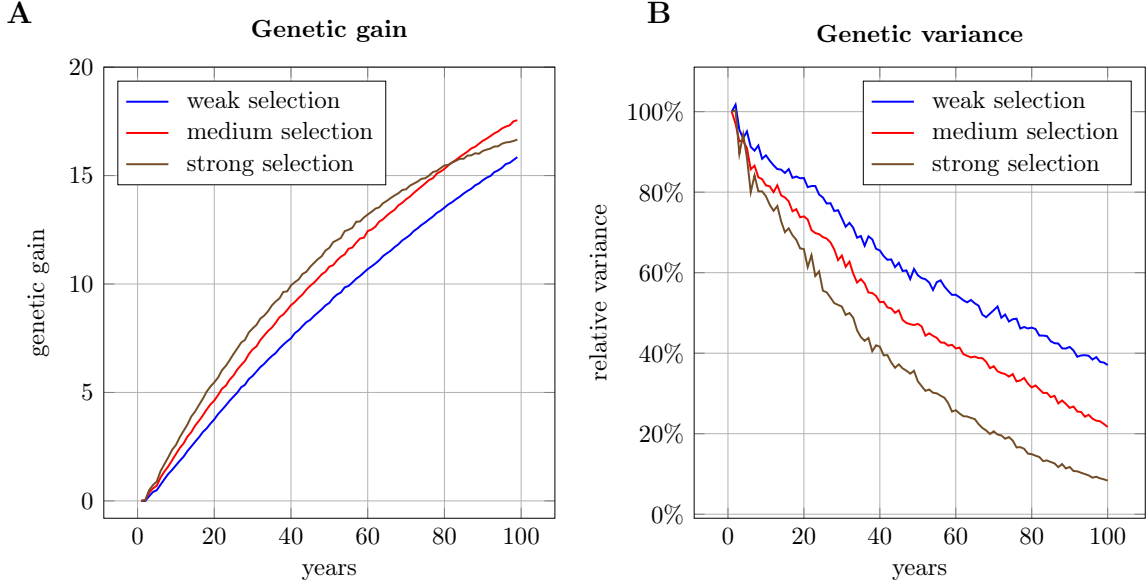 A
Genetic gain
genetic gain
20
15
10
5
0
weak selection
medium selection
strong selection
0 20 40 60 80 100
years
B
Genetic variance
relative variance
100%
80%
60%
40%
20%
0%
weak selection
medium selection
strong selection
0 20 40 60 80 100
years